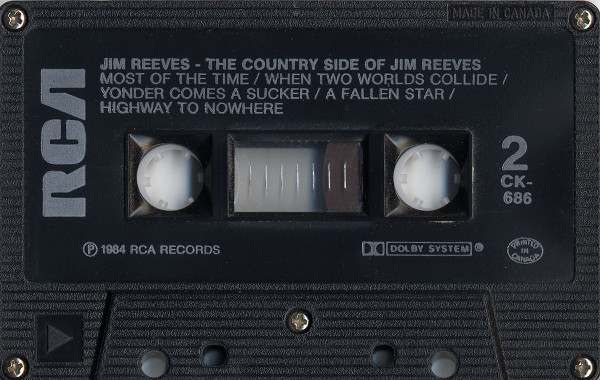 MADE IN CANADA
RCA
JIM REEVES - THE COUNTRY SIDE OF JIM REEVES
MOST OF THE TIME / WHEN TWO WORLDS COLLIDE /
YONDER COMES A SUCKER / A FALLEN STAR /
HIGHWAY TO NOWHERE
2
CK-
686
℗ 1984 RCA RECORDS
DOLBY SYSTEM ®
PRINTED IN CANADA